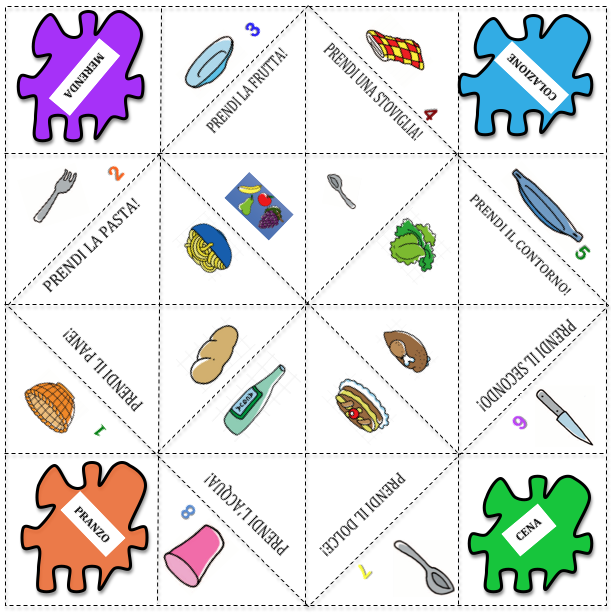 MERENDA
3
PRENDI LA FRUTTA!
PRENDI UNA STOVIGLIA!
4
COLAZIONE
2
PRENDI LA PASTA!
PRENDI IL CONTORNO!
5
PRENDI IL PANE!
1
ACQUA
PRENDI IL SECONDO!
6
PRANZO
8
PRENDI L'ACQUA!
PRENDI IL DOLCE!
7
CENA